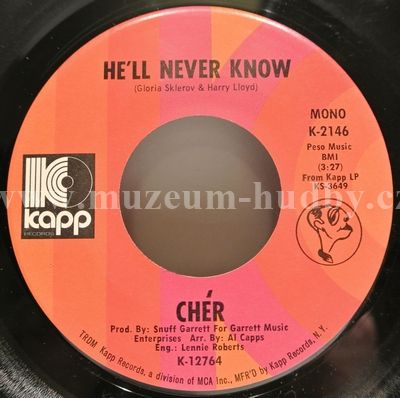 HE'LL NEVER KNOW
(Gloria Sklerov & Harry Lloyd)
MONO
K-2146
Peso Music
BMI
(3:27)
From Kapp LP
KS-3649
kapp
RECORDS
www.muzeum-hudby.cz
CHÉR
Prod. By: Snuff Garrett For Garrett Music
Enterprises Arr. By: Al Capps
Eng.: Lennie Roberts
K-12764
TRDM Kapp Records, a division of MCA Inc., MFR'D by Kapp Records, N.Y.